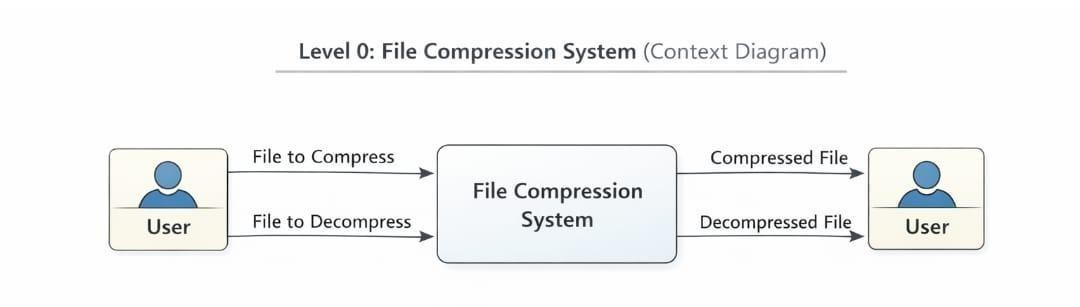 Level 0: File Compression System (Context Diagram)
File to Compress
File to Decompress
User
File Compression
System
Compressed File
Decompressed File
User